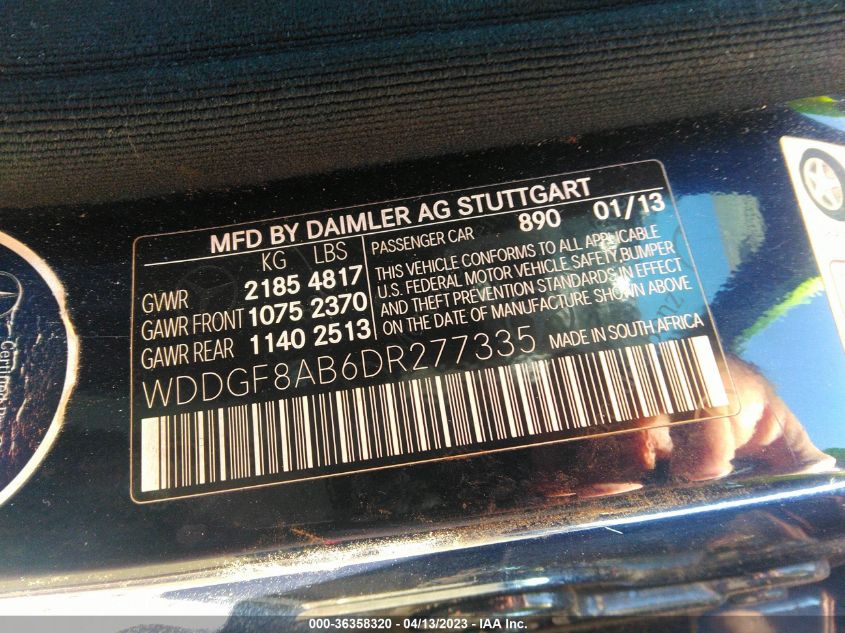 MFD BY DAIMLER AG STUTTGART
KG LBS
GVWR 2185 4817
GAWR FRONT 1075 2370
GAWR REAR 1140 2513
PASSENGER CAR 890 01/13
THIS VEHICLE CONFORMS TO ALL APPLICABLE
U.S. FEDERAL MOTOR VEHICLE SAFETY,BUMPER
AND THEFT PREVENTION STANDARDS IN EFFECT
ON THE DATE OF MANUFACTURE SHOWN ABOVE
WDDGF8AB6DR277335 MADE IN SOUTH AFRICA
000-36358320 - 04/13/2023 - IAA Inc.